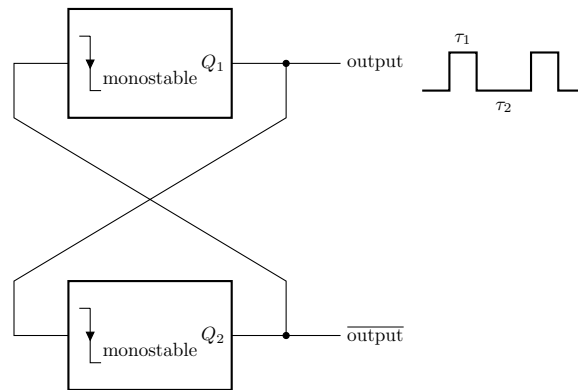 monostable
Q₁
output
τ₁
τ₂
monostable
Q₂
output